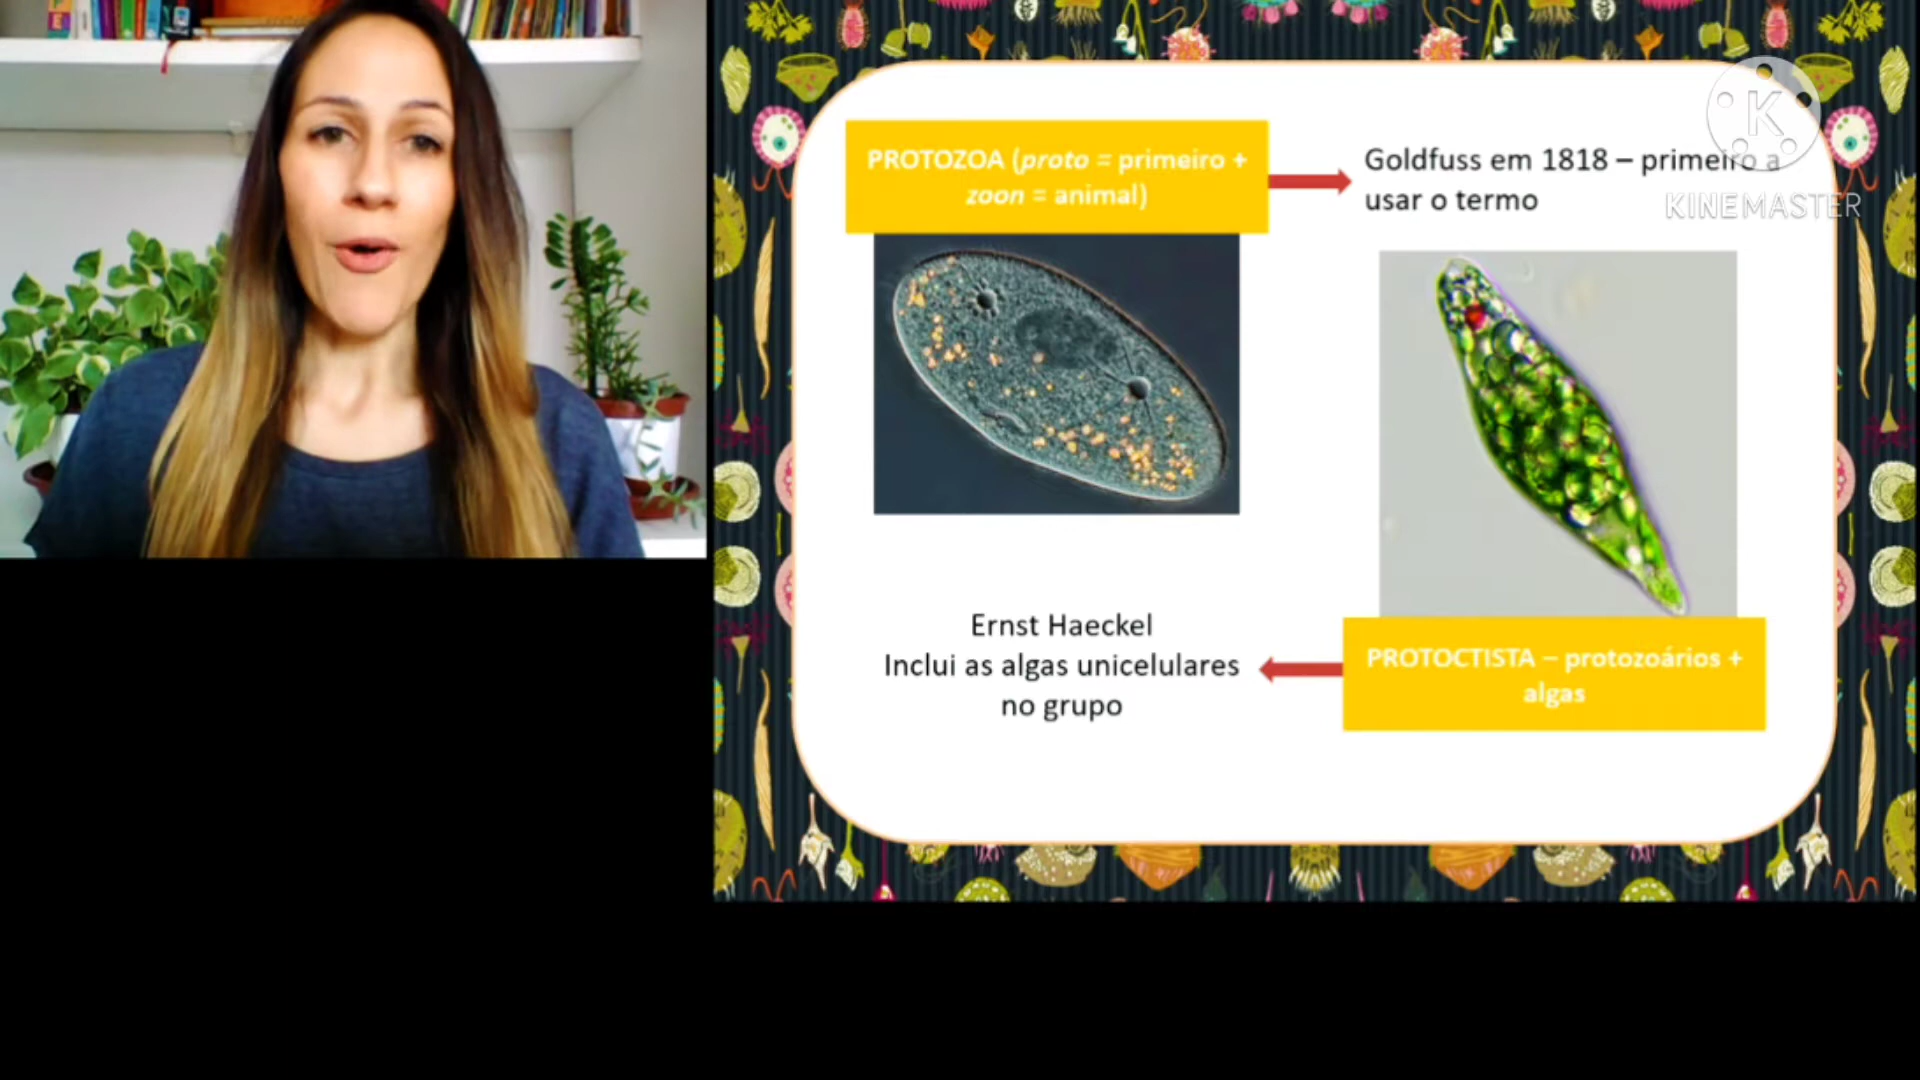 PROTOZOA (proto = primeiro +
zoon = animal)
Goldfuss em 1818 – primeiro a
usar o termo
K
KINEMASTER
Ernst Haeckel
Inclui as algas unicelulares
no grupo
PROTOCTISTA – protozoários +
algas